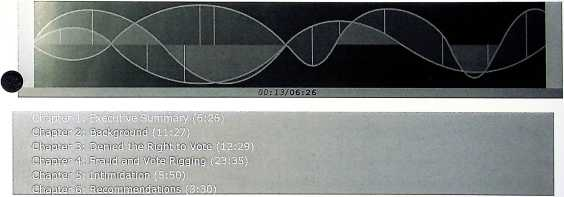 00:13/06:26
Chapter 1: Executive Summary (6:26)
Chapter 2: Background (11:27)
Chapter 3: Denied the Right to Vote (12:29)
Chapter 4: Fraud and Vote Rigging (23:35)
Chapter 5: Intimidation (5:50)
Chapter 6: Recommendations (3:30)